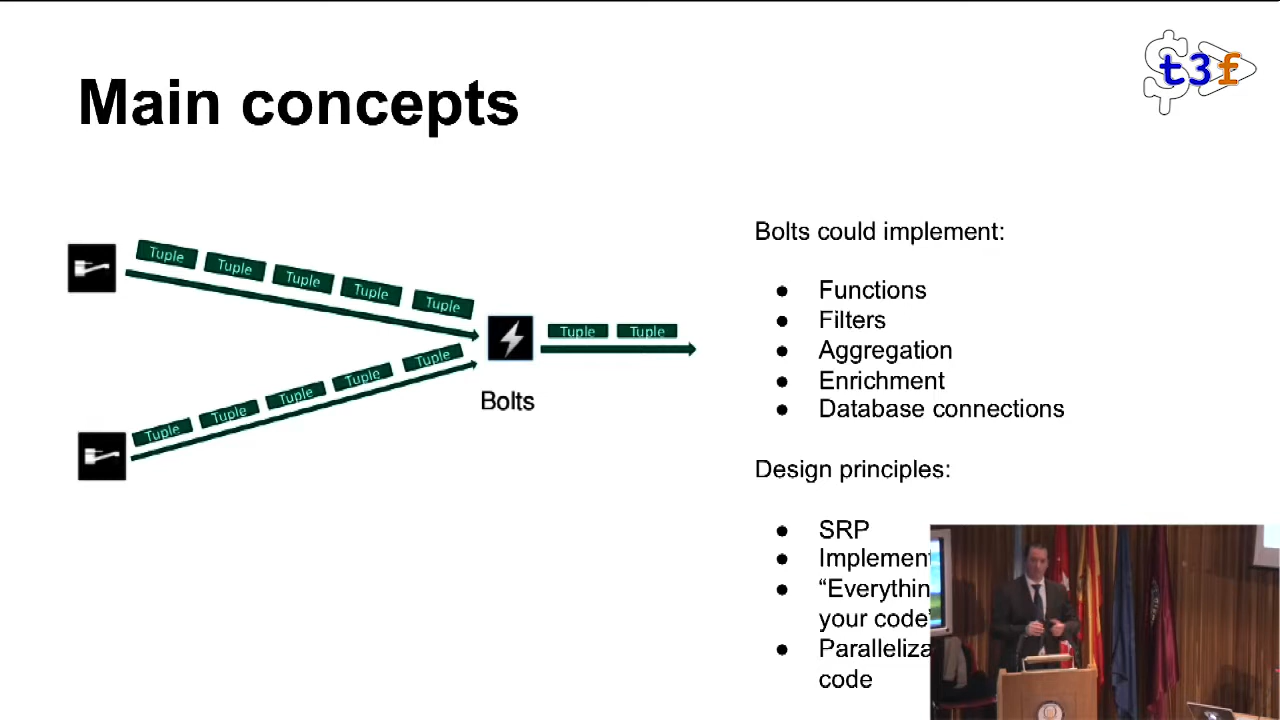 t3f
Main concepts
Tuple Tuple Tuple Tuple Tuple
Tuple Tuple Tuple Tuple Tuple
Tuple Tuple
Bolts
Bolts could implement:
● Functions
● Filters
● Aggregation
● Enrichment
● Database connections
Design principles:
● SRP
●
● 
your code
●
code